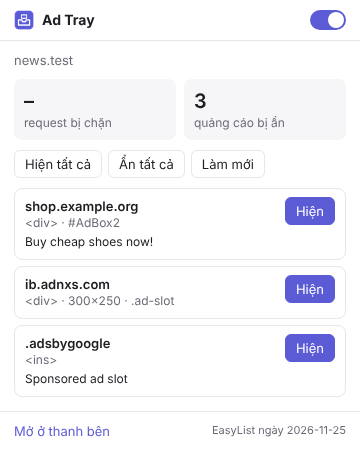 Ad Tray
news.test
–
request bị chặn
3
quảng cáo bị ẩn
Hiện tất cả
Ẩn tất cả
Làm mới
shop.example.org
<div> · #AdBox2
Buy cheap shoes now!
Hiện
ib.adnxs.com
<div> · 300×250 · .ad-slot
Hiện
.adsbygoogle
<ins>
Sponsored ad slot
Hiện
Mở ở thanh bên
EasyList ngày 2026-11-25